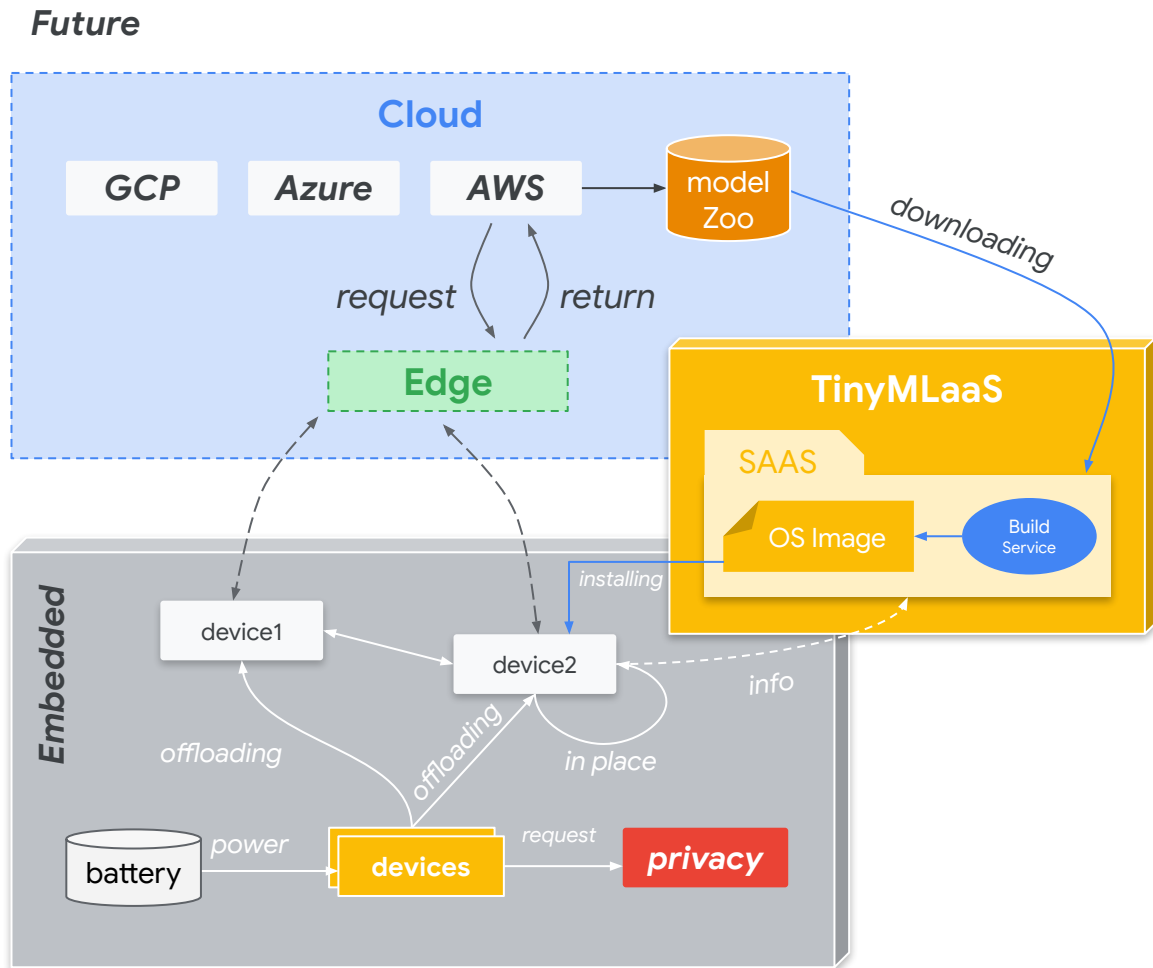 Future
Cloud
GCP
Azure
AWS
model
Zoo
downloading
request
return
Edge
TinyMLaaS
SAAS
OS Image
Build
Service
installing
Embedded
device1
device2
info
offloading
offloading
in place
battery
power
devices
request
privacy